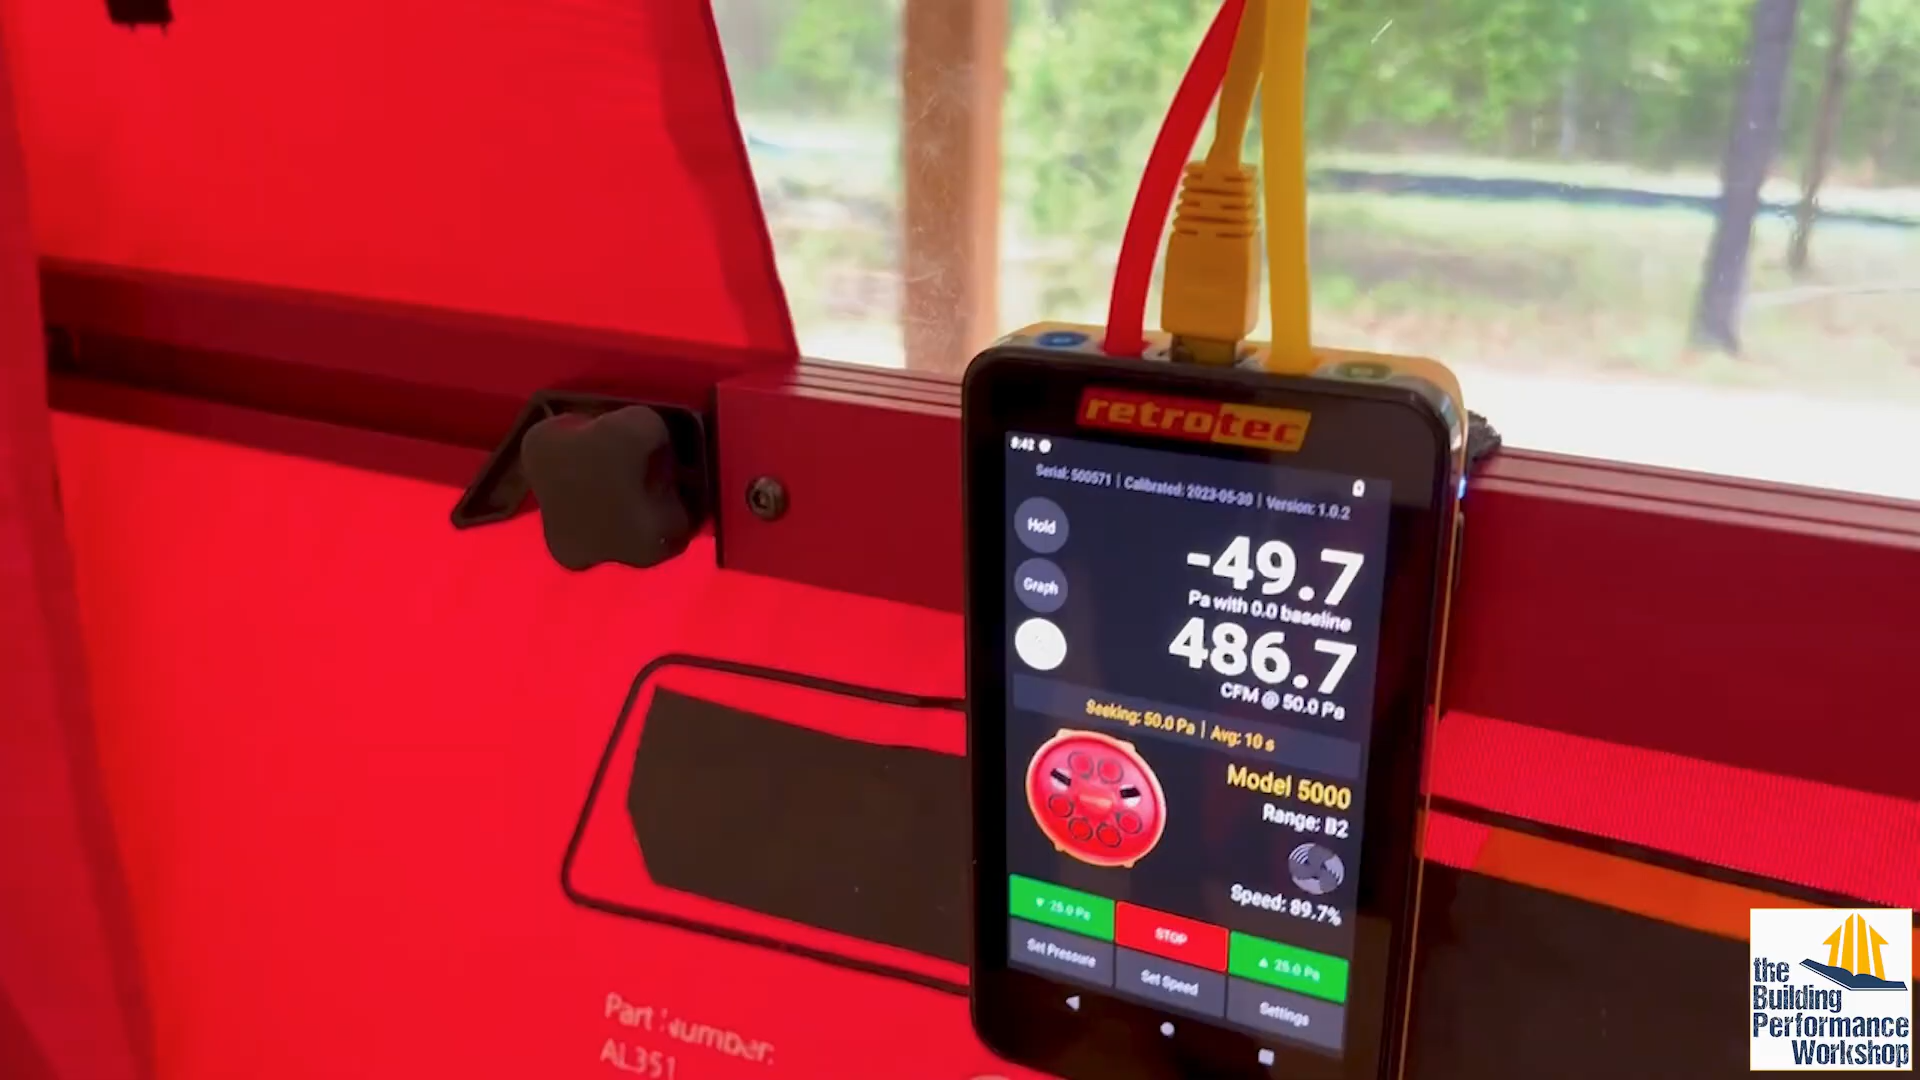 retrotec
8:43
Serial: 500571 | Calibrated: 2023-05-30 | Version: 1.0.2
Hold
-49.7
Pa with 0.0 baseline
Graph
486.7
CFM @ 50.0 Pa
Seeking: 50.0 Pa | Avg: 10 s
Model 5000
Range: B2
Speed: 89.7%
▼ 25.0 Pa
STOP
▲ 25.0 Pa
Set Pressure
Set Speed
Settings
Part Number:
AL351
the
Building
Performance
Workshop